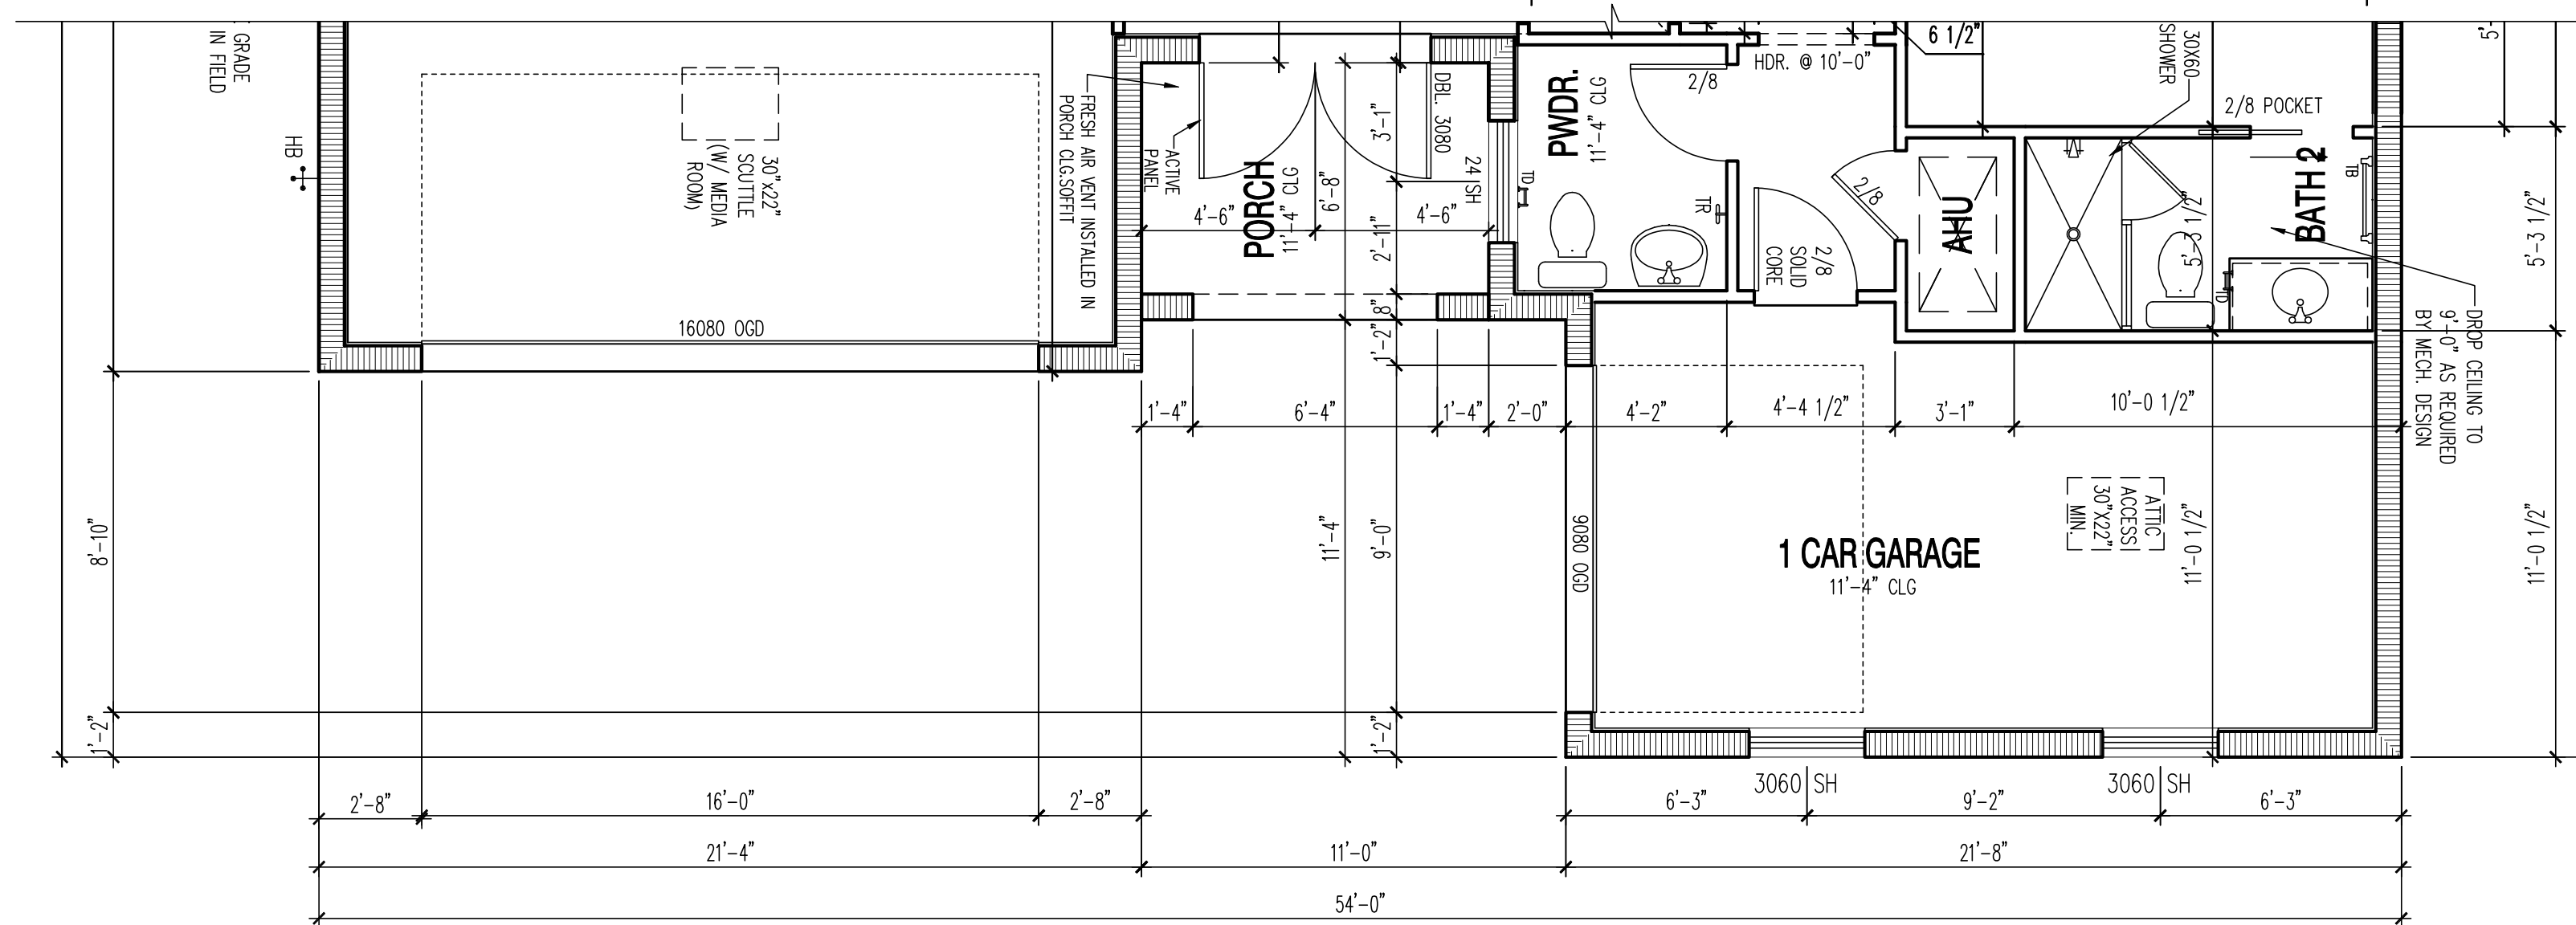 GRADE
IN FIELD
HB
30"x22"
SCUTTLE
(W/ MEDIA
ROOM)
16080 OGD
FRESH AIR VENT INSTALLED IN
PORCH CLG.SOFFIT
ACTIVE
PANEL
PORCH
11'-4" CLG
4'-6"
4'-6"
6'-8"
DBL. 3080
3'-1"
2'-11"
8"
1'-2"
24 SH
PWDR.
11'-4" CLG
2/8
TD
TR
HDR. @ 10'-0"
6 1/2"
2/8
SOLID
CORE
2/8
AHU
30X60
SHOWER
2/8 POCKET
BATH 2
TB
TD
5'-3 1/2"
5'
5'-3 1/2"
DROP CEILING TO
9'-0" AS REQUIRED
BY MECH. DESIGN
1'-4"
6'-4"
1'-4"
2'-0"
4'-2"
4'-4 1/2"
3'-1"
10'-0 1/2"
8'-10"
1'-2"
11'-4"
9'-0"
1'-2"
9080 OGD
1 CAR GARAGE
11'-4" CLG
ATTIC
ACCESS
30"X22"
MIN.
11'-0 1/2"
11'-0 1/2"
3060 SH
3060 SH
2'-8"
16'-0"
2'-8"
6'-3"
9'-2"
6'-3"
21'-4"
11'-0"
21'-8"
54'-0"